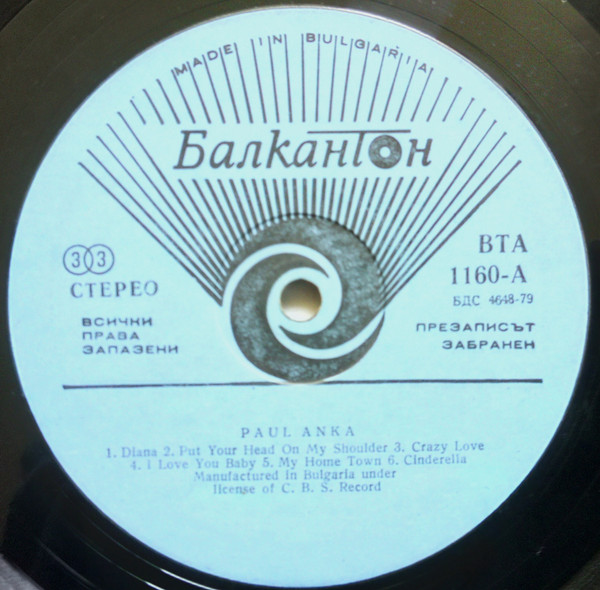 MADE IN BULGARIA
Балкантон
33
СТЕРЕО
ВСИЧКИ
ПРАВА
ЗАПАЗЕНИ
ВТА
1160-А
БДС 4648-79
ПРЕЗАПИСЪТ
ЗАБРАНЕН
PAUL ANKA
1. Diana 2. Put Your Head On My Shoulder 3. Crazy Love
4. I Love You Baby 5. My Home Town 6. Cinderella
Manufactured in Bulgaria under
license of C. B. S. Record